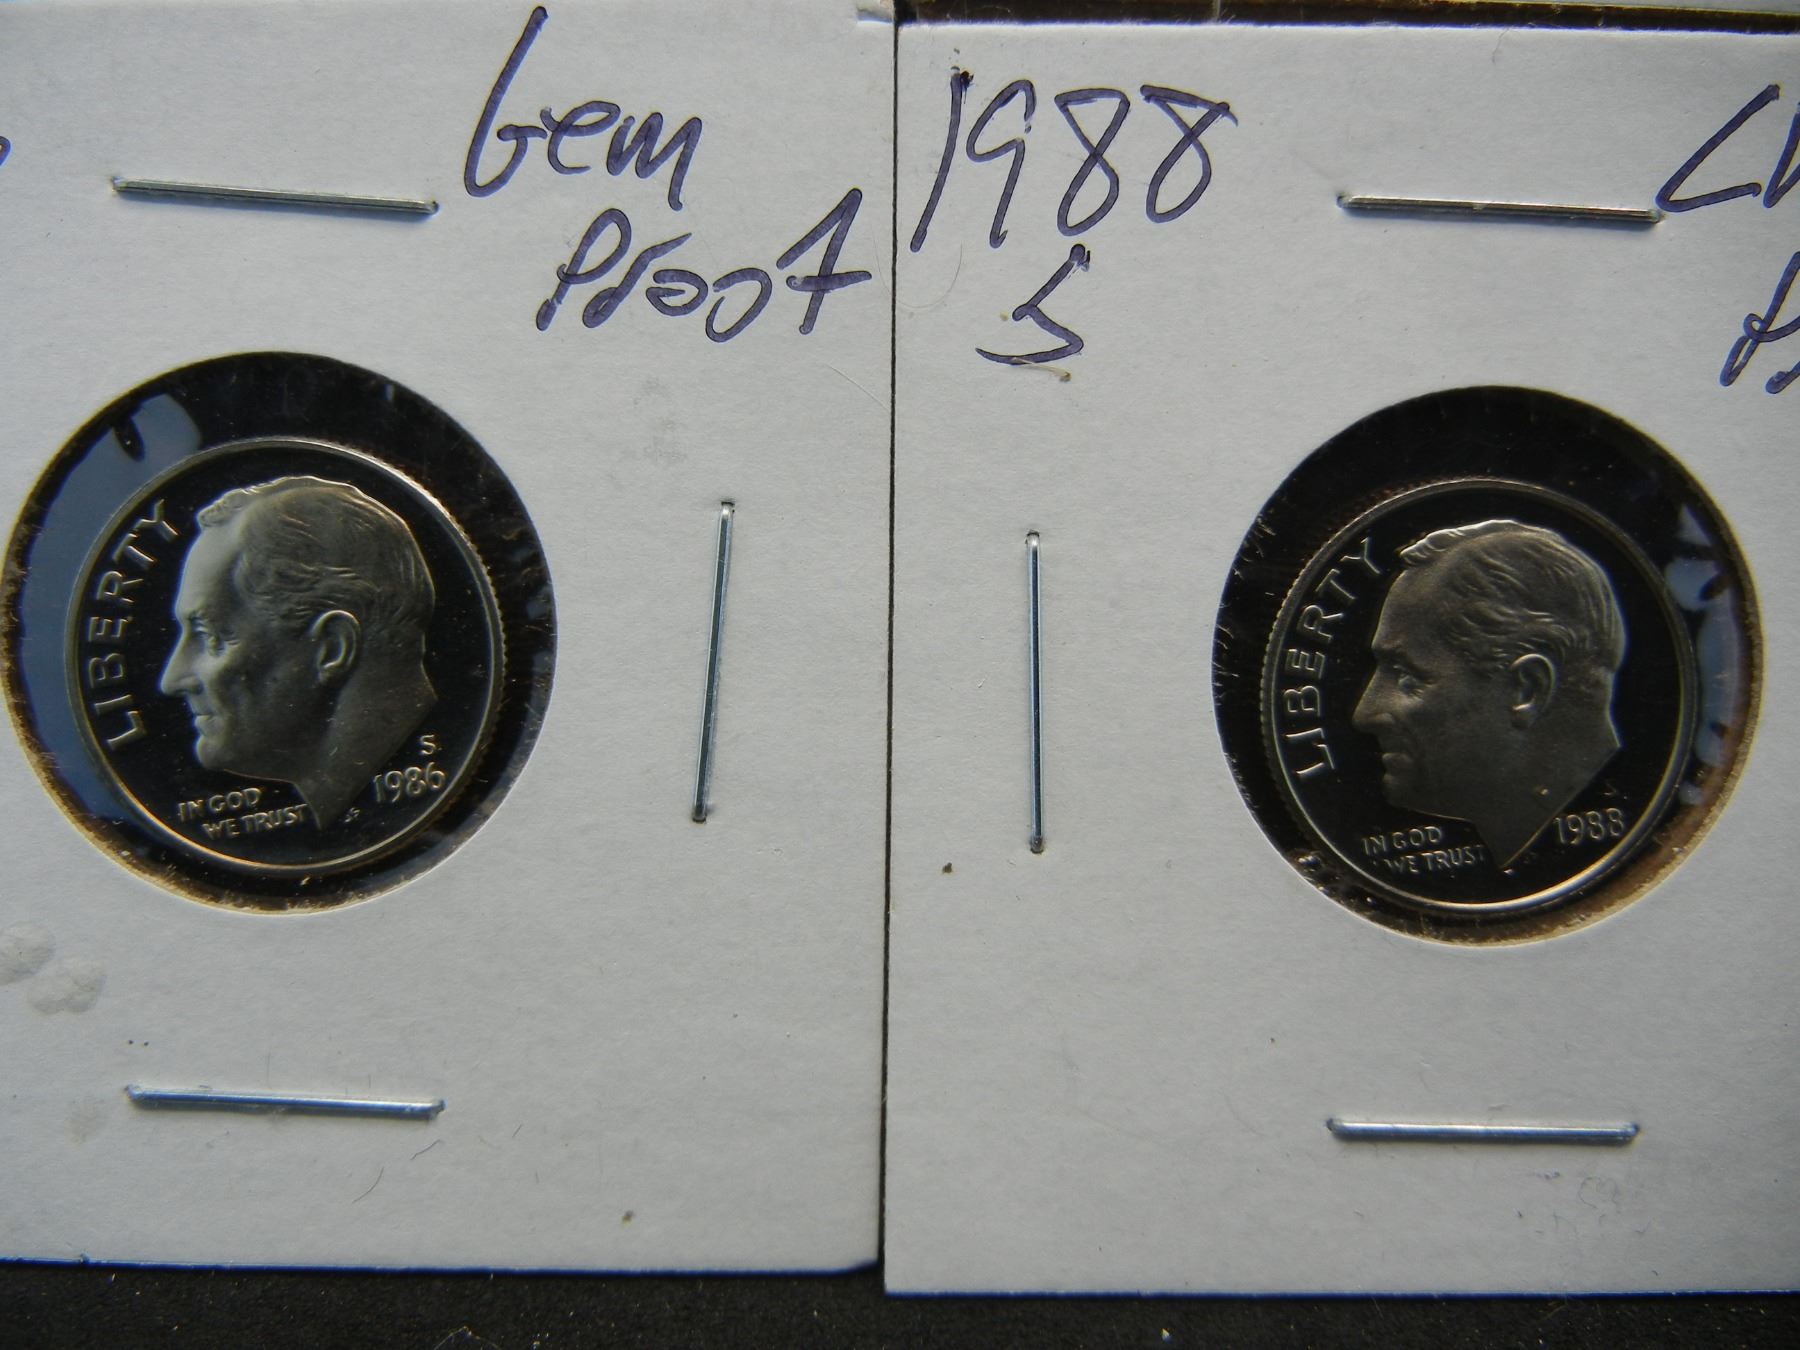 Gem
Proof
1988
S
LIBERTY
IN GOD
WE TRUST
S
1986
LIBERTY
IN GOD
WE TRUST
1988